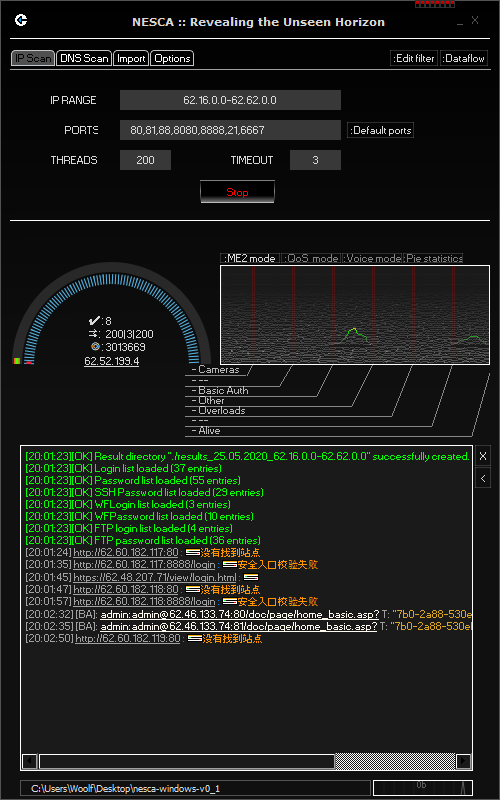 NESCA :: Revealing the Unseen Horizon
IP Scan DNS Scan Import Options :Edit filter :Dataflow
IP RANGE 62.16.0.0-62.62.0.0
PORTS 80,81,88,8080,8888,21,6667 :Default ports
THREADS 200 TIMEOUT 3
Stop
:ME2 mode :QoS mode :Voice mode :Pie statistics
: 8
: 200|3|200
: 3013669
62.52.199.4
- Cameras
- --
- Basic Auth
- Other
- Overloads
- --
- Alive
[20:01:23][OK] Result directory "./results_25.05.2020_62.16.0.0-62.62.0.0" successfully created.
[20:01:23][OK] Login list loaded (37 entries)
[20:01:23][OK] Password list loaded (55 entries)
[20:01:23][OK] SSH Password list loaded (29 entries)
[20:01:23][OK] WFLogin list loaded (3 entries)
[20:01:23][OK] WFPassword list loaded (10 entries)
[20:01:23][OK] FTP login list loaded (4 entries)
[20:01:23][OK] FTP password list loaded (36 entries)
[20:01:24] http://62.60.182.117:80 : 没有找到站点
[20:01:35] http://62.60.182.117:8888/login : 安全入口校验失败
[20:01:45] https://62.48.207.71/view/login.html :
[20:01:47] http://62.60.182.118:80 : 没有找到站点
[20:01:57] http://62.60.182.118:8888/login : 安全入口校验失败
[20:02:32] [BA]: admin:admin@62.46.133.74:80/doc/page/home_basic.asp? T: "7b0-2a88-530e
[20:02:35] [BA]: admin:admin@62.46.133.74:81/doc/page/home_basic.asp? T: "7b0-2a88-530e
[20:02:50] http://62.60.182.119:80 : 没有找到站点
C:\Users\Woolf\Desktop\nesca-windows-v0_1 0b